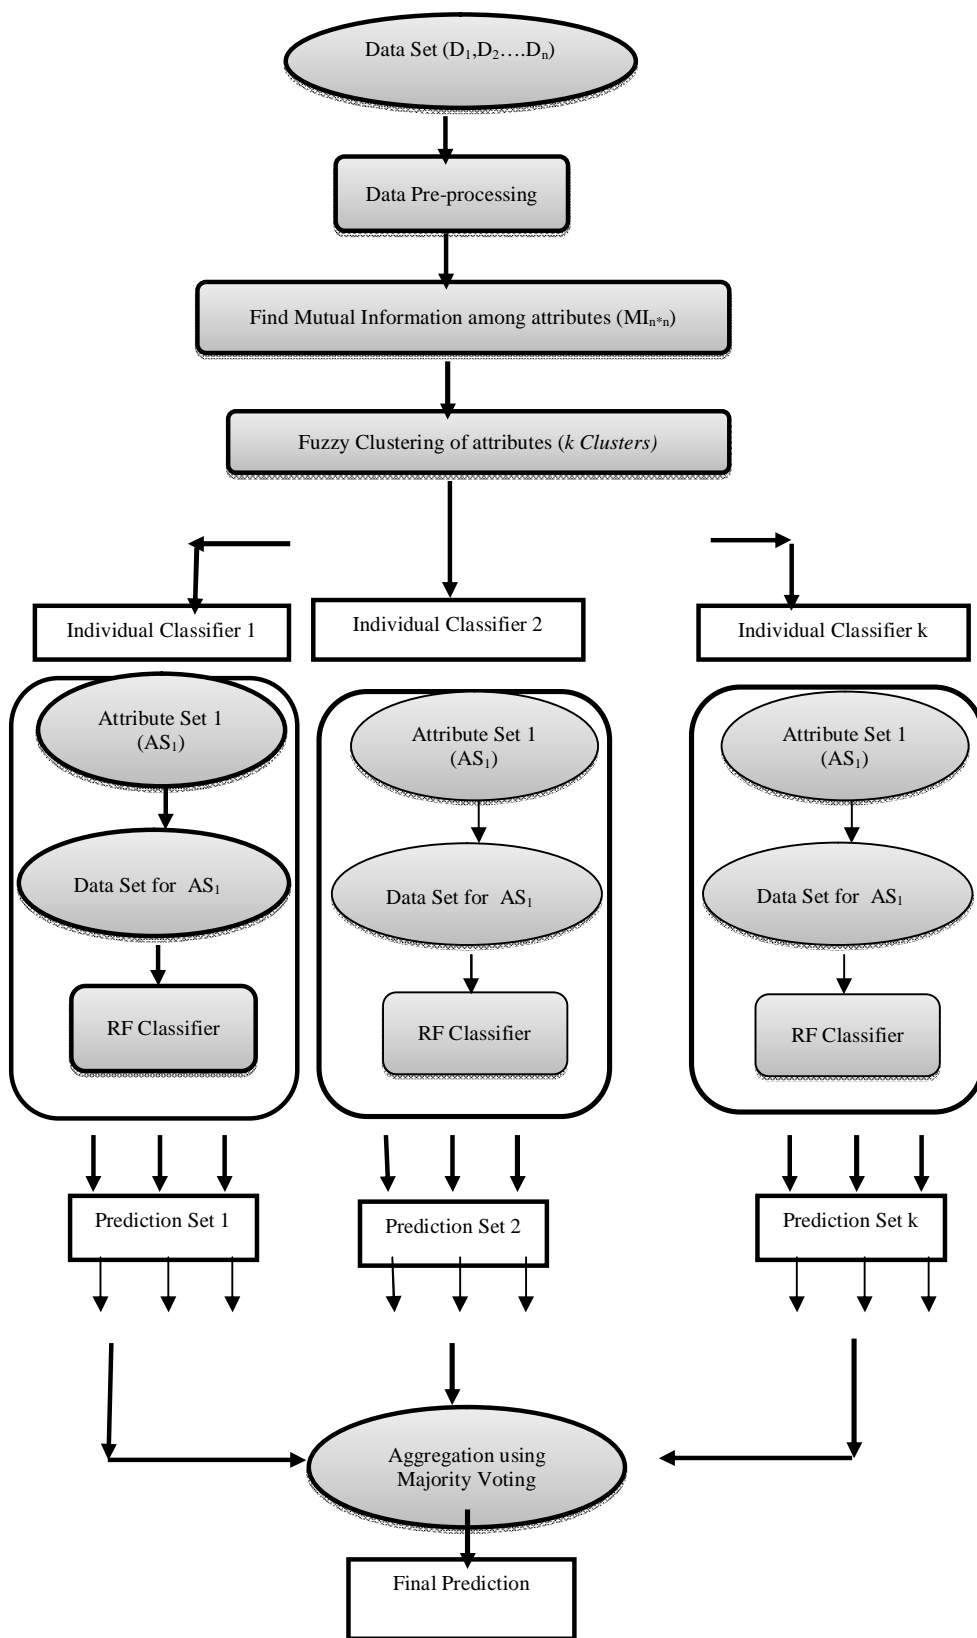 Data Set (D₁,D₂….Dₙ)
Data Pre-processing
Find Mutual Information among attributes (MIₙ*ₙ)
Fuzzy Clustering of attributes (k Clusters)
Individual Classifier 1
Individual Classifier 2
Individual Classifier k
Attribute Set 1
(AS₁)
Attribute Set 1
(AS₁)
Attribute Set 1
(AS₁)
Data Set for AS₁
Data Set for AS₁
Data Set for AS₁
RF Classifier
RF Classifier
RF Classifier
Prediction Set 1
Prediction Set 2
Prediction Set k
Aggregation using
Majority Voting
Final Prediction